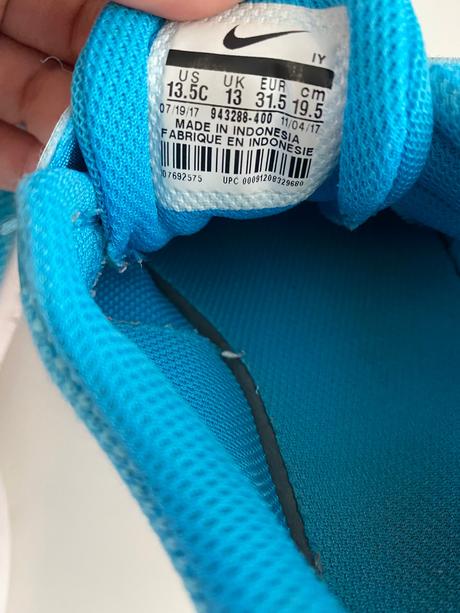 IY
US UK EUR cm
13.5C 13 31.5 19.5
07/19/17 943288-400 11/04/17
MADE IN INDONESIA
FABRIQUE EN INDONESIE
07692575 UPC 00091208329680